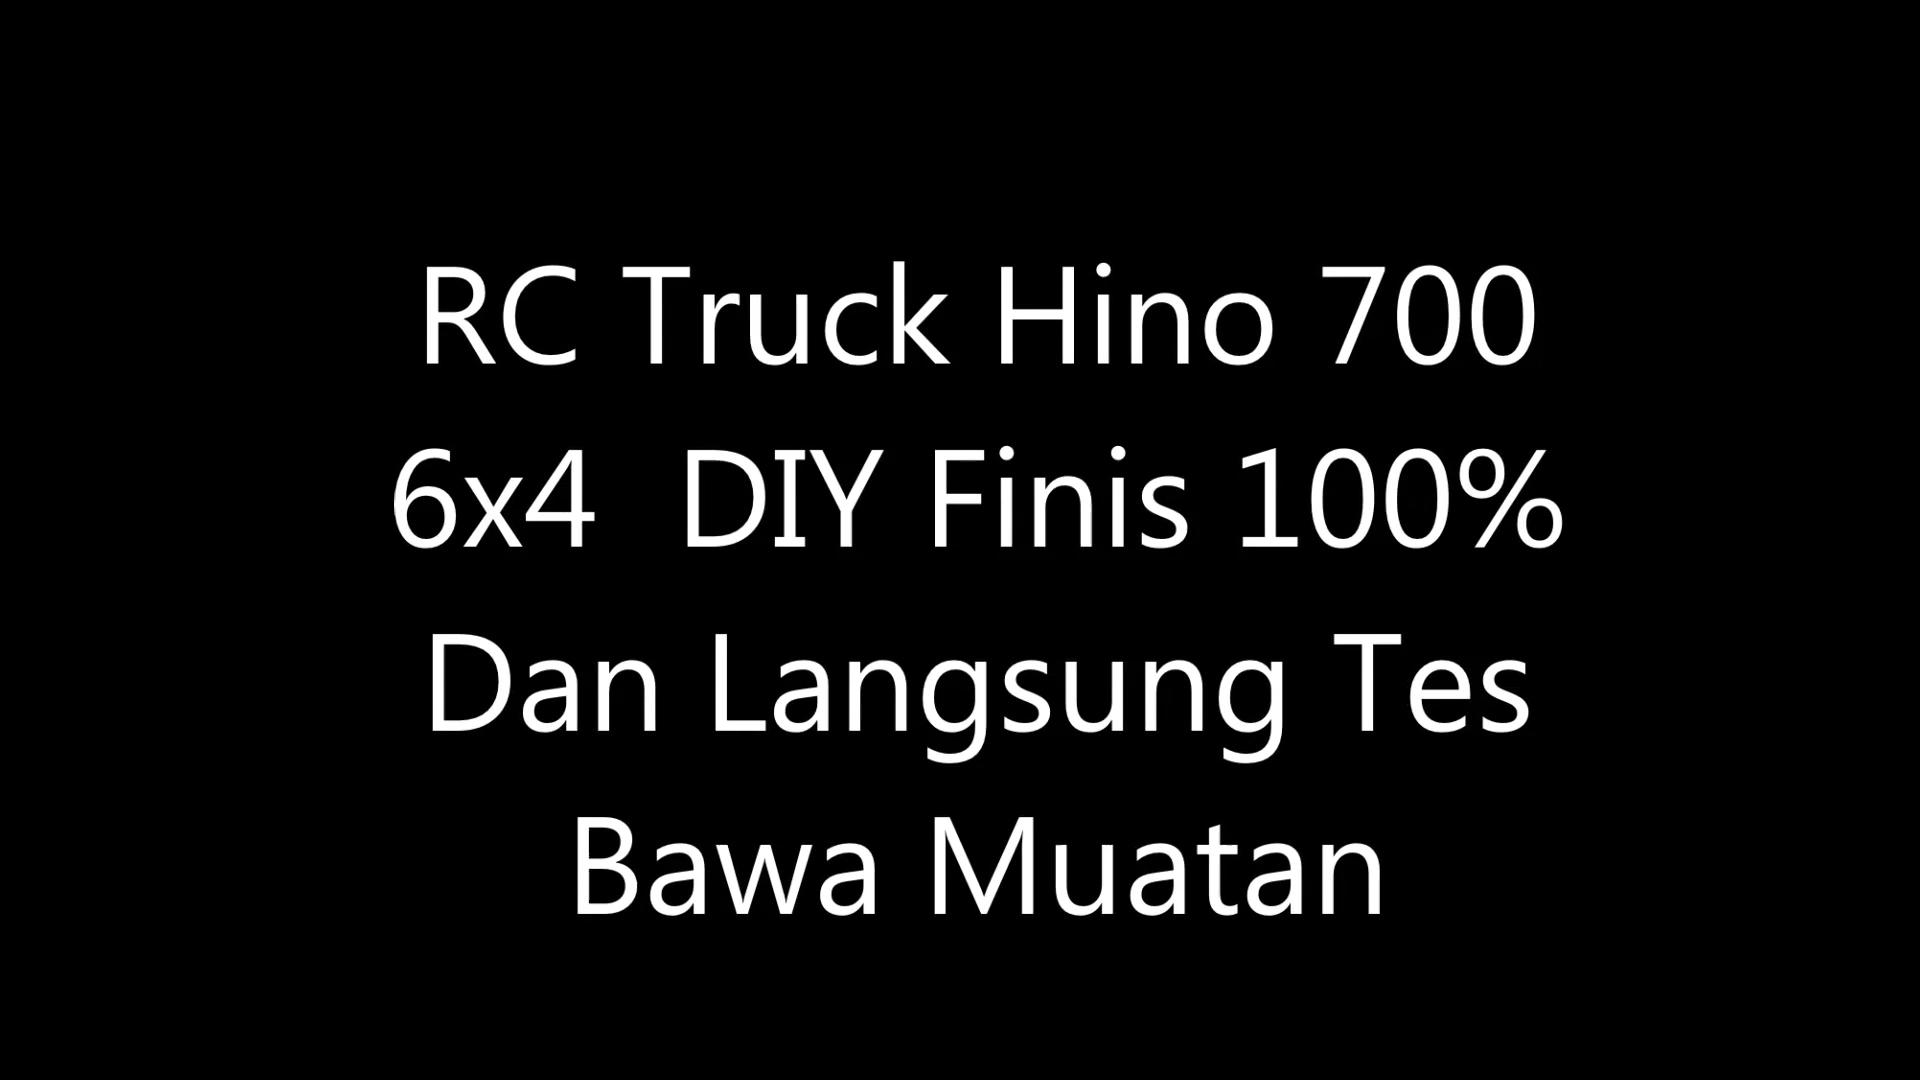 RC Truck Hino 700
6x4  DIY Finis 100%
Dan Langsung Tes
Bawa Muatan